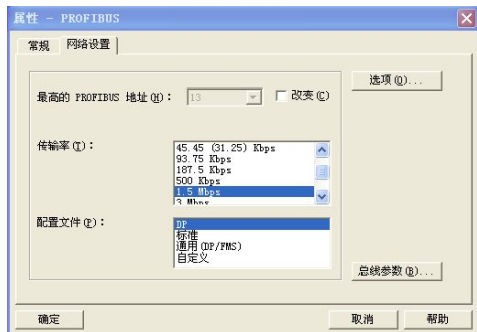 属性 - PROFIBUS
常规 网络设置
选项(O)...
最高的 PROFIBUS 地址(H): 13 改变(C)
传输率(T):
45.45 (31.25) Kbps
93.75 Kbps
187.5 Kbps
500 Kbps
1.5 Mbps
3 Mbps
配置文件(P):
DP
标准
通用(DP/FMS)
自定义
总线参数(B)...
确定 取消 帮助